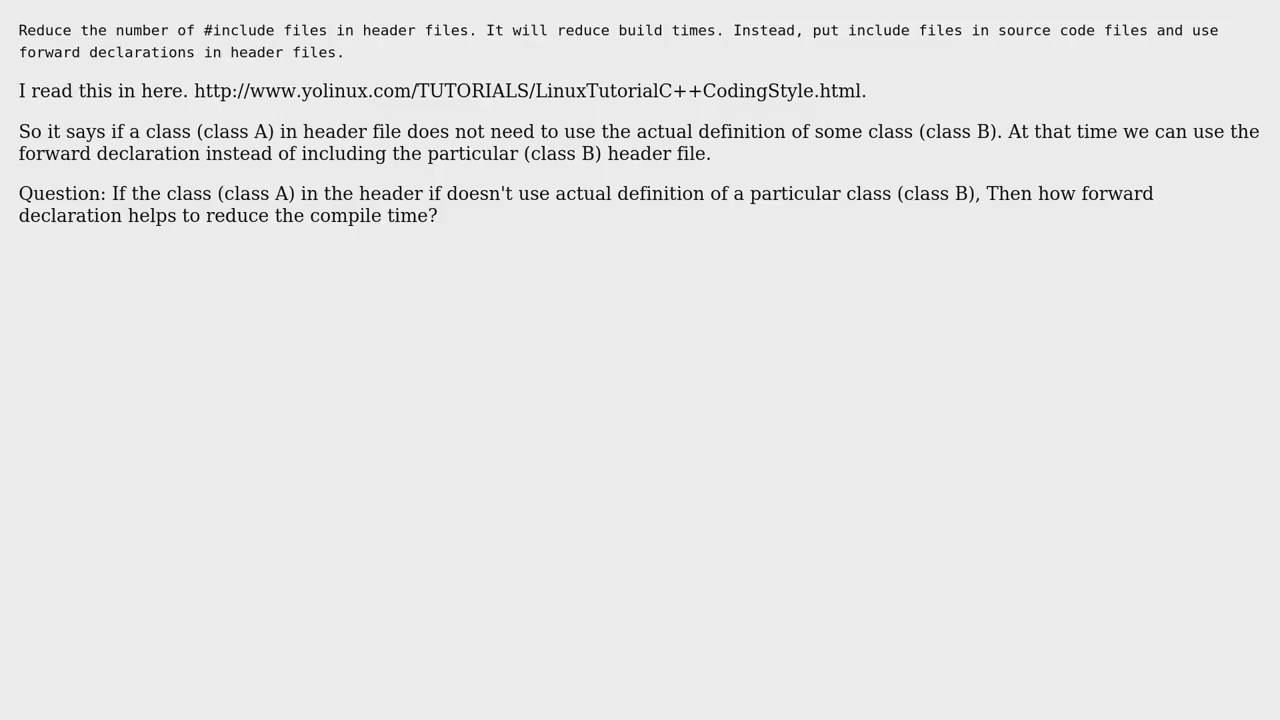 Reduce the number of #include files in header files. It will reduce build times. Instead, put include files in source code files and use
forward declarations in header files.
I read this in here. http://www.yolinux.com/TUTORIALS/LinuxTutorialC++CodingStyle.html.
So it says if a class (class A) in header file does not need to use the actual definition of some class (class B). At that time we can use the
forward declaration instead of including the particular (class B) header file.
Question: If the class (class A) in the header if doesn't use actual definition of a particular class (class B), Then how forward
declaration helps to reduce the compile time?